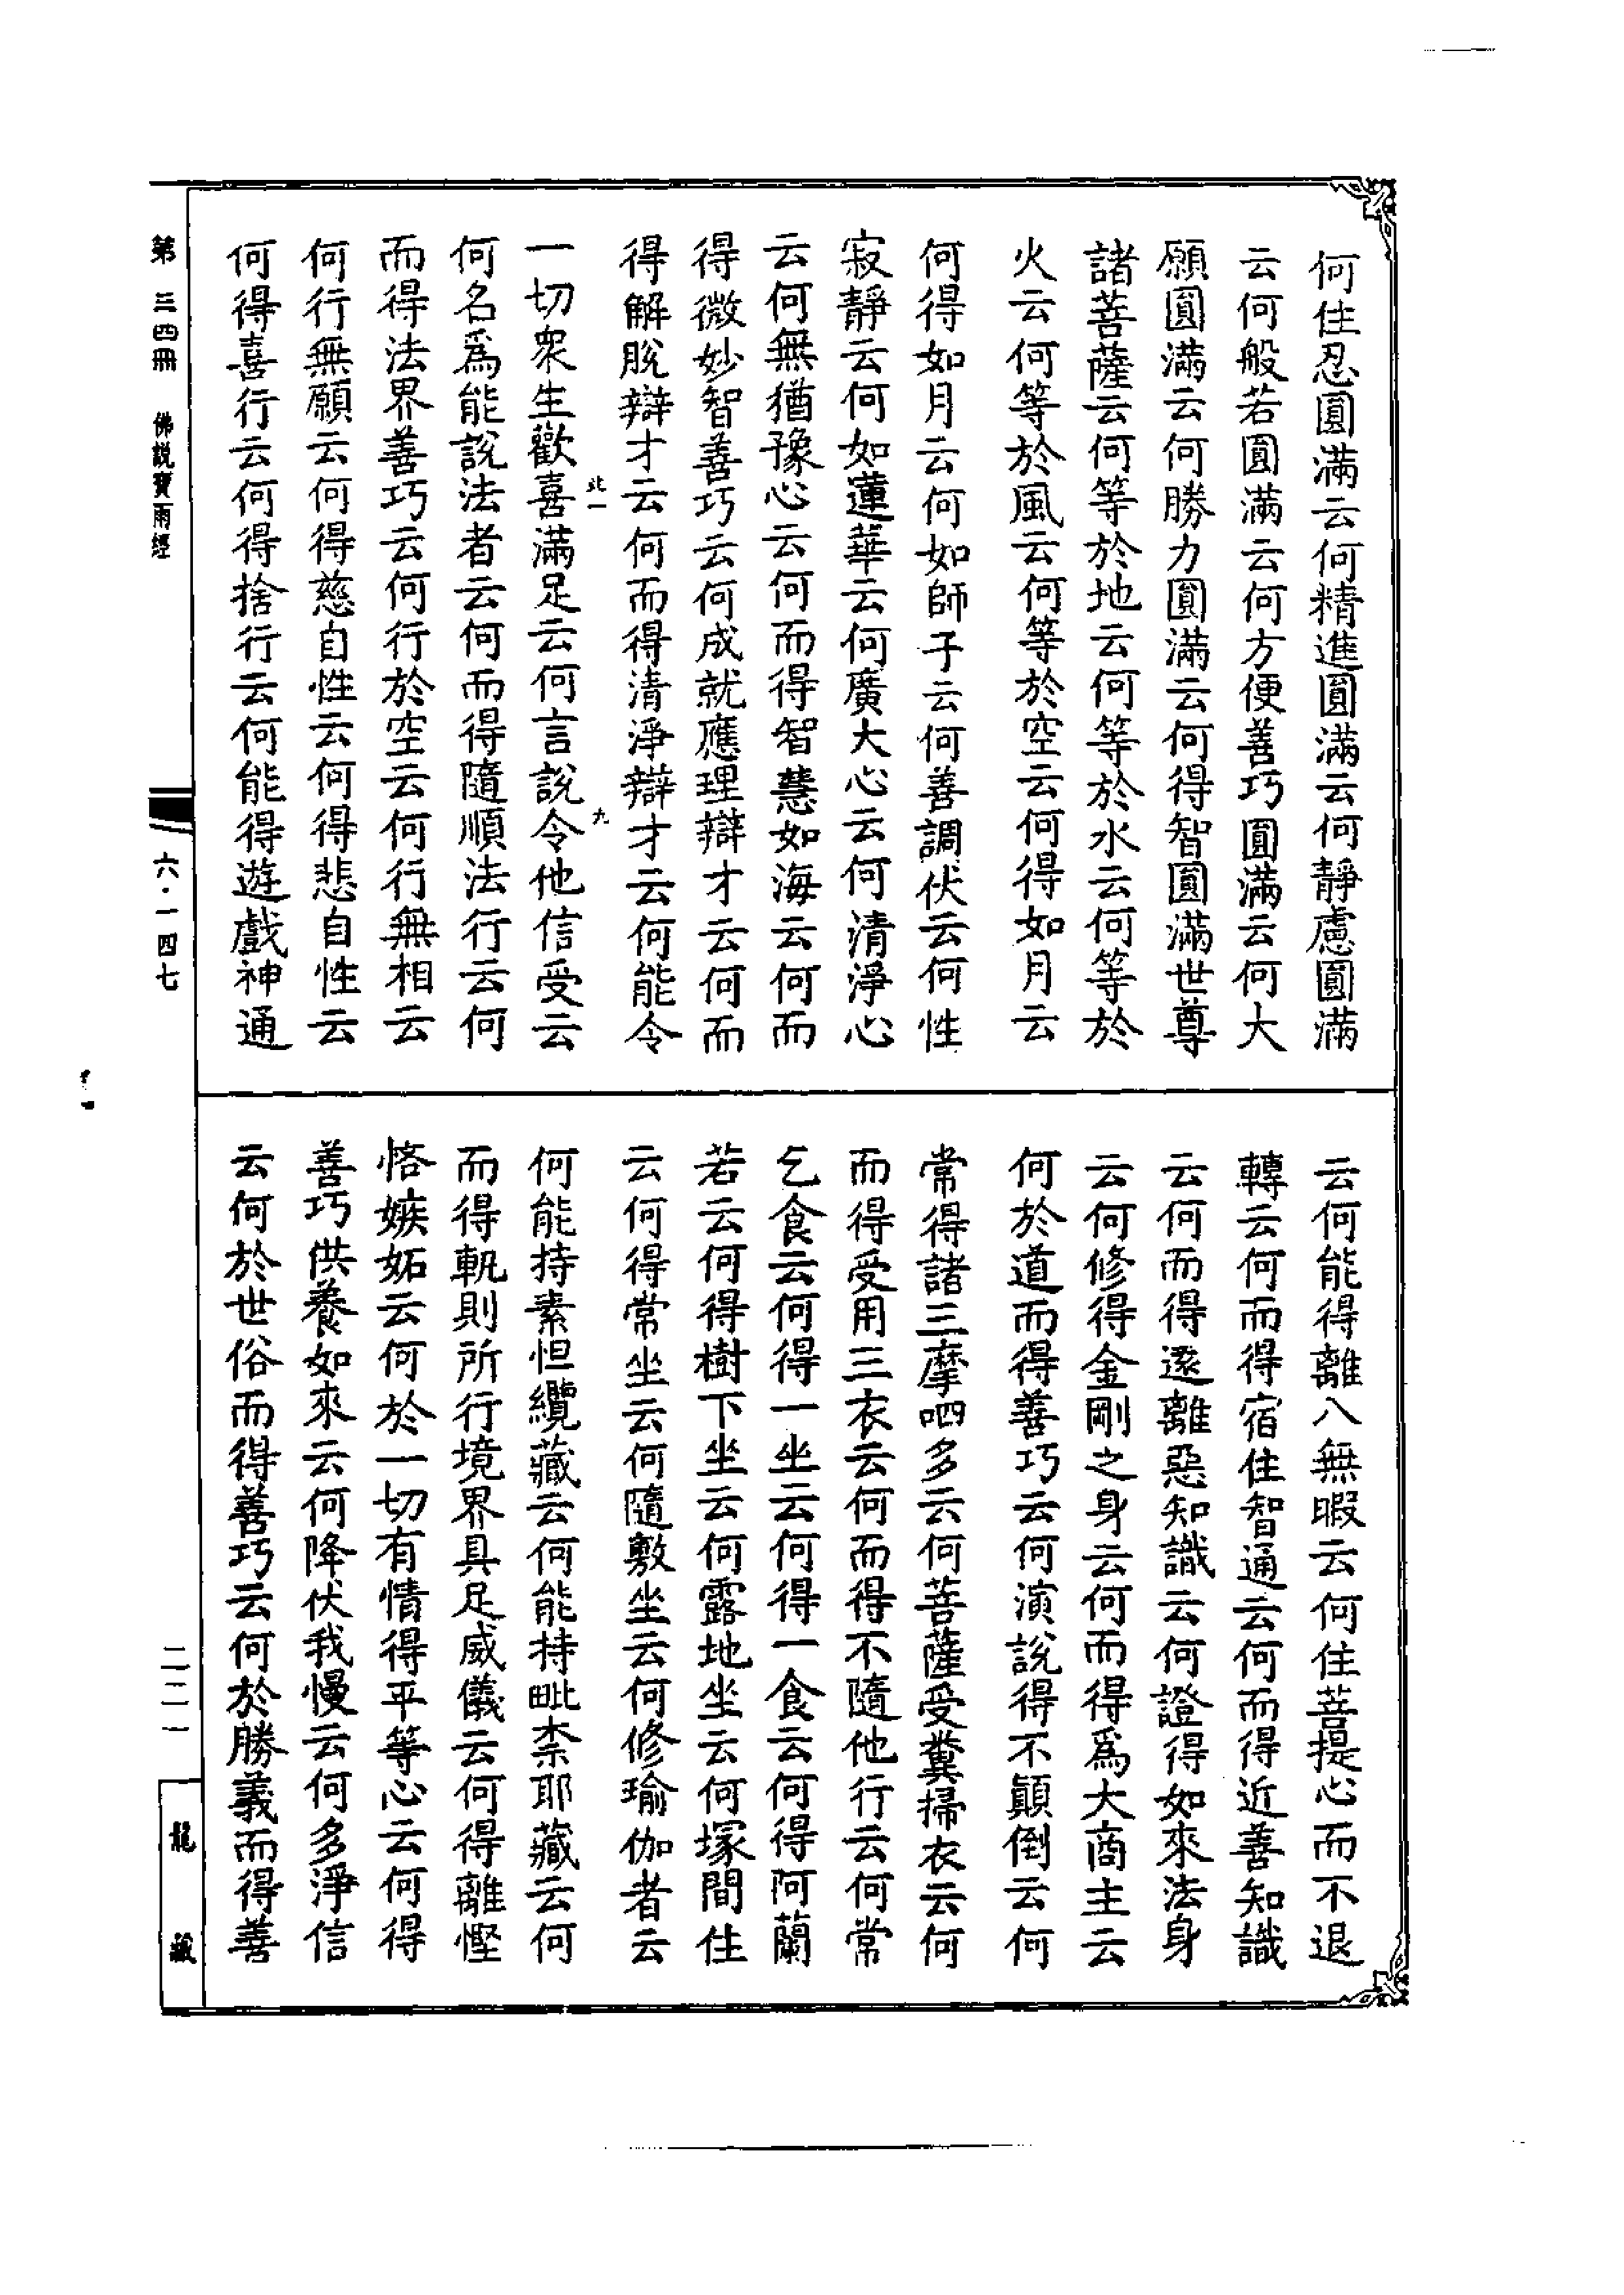 何住忍圓滿云何精進圓滿云何靜慮圓滿
云何般若圓滿云何方便善巧圓滿云何大
願圓滿云何勝力圓滿云何得智圓滿世尊
諸菩薩云何等於地云何等於水云何等於
火云何等於風云何等於空云何得如月云
何得如月云何如師子云何善調伏云何性
寂靜云何如蓮華云何廣大心云何清淨心
云何無猶豫心云何而得智慧如海云何而
得微妙智善巧云何成就應理辯才云何而
得解脫辯才云何而得清淨辯才云何能令
北一 九
一切衆生歡喜滿足云何言說令他信受云
何名爲能說法者云何而得隨順法行云何
而得法界善巧云何行於空云何行無相云
何行無願云何得慈自性云何得悲自性云
何得喜行云何得捨行云何能得遊戲神通
云何能得離八無暇云何住菩提心而不退
轉云何而得宿住智通云何而得近善知識
云何而得遠離惡知識云何證得如來法身
云何修得金剛之身云何而得爲大商主云
何於道而得善巧云何演說得不顚倒云何
常得諸三摩呬多云何菩薩受糞掃衣云何
而得受用三衣云何而得不隨他行云何常
乞食云何得一坐云何得一食云何得阿蘭
若云何得樹下坐云何露地坐云何塚間住
云何得常坐云何隨敷坐云何修瑜伽者云
何能持素怛纜藏云何能持毗柰耶藏云何
而得軌則所行境界具足威儀云何得離慳
悋嫉妬云何於一切有情得平等心云何得
善巧供養如來云何降伏我慢云何多淨信
云何於世俗而得善巧云何於勝義而得善
第三四冊 佛説寶雨經
六·一四七
二二一
龍藏